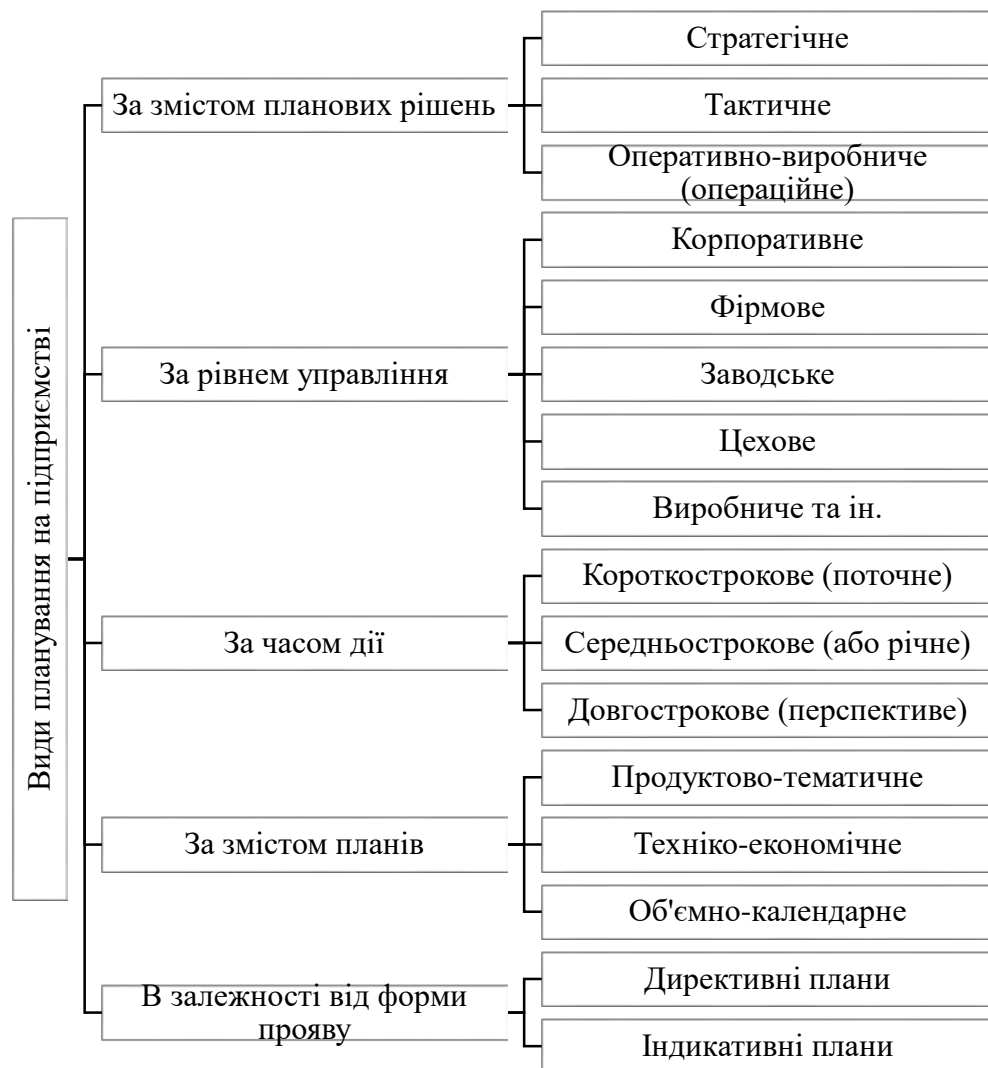 Види планування на підприємстві
За змістом планових рішень
Стратегічне
Тактичне
Оперативно-виробниче
(операційне)
За рівнем управління
Корпоративне
Фірмове
Заводське
Цехове
Виробниче та ін.
За часом дії
Короткострокове (поточне)
Середньострокове (або річне)
Довгострокове (перспективе)
За змістом планів
Продуктово-тематичне
Техніко-економічне
Об'ємно-календарне
В залежності від форми
прояву
Директивні плани
Індикативні плани